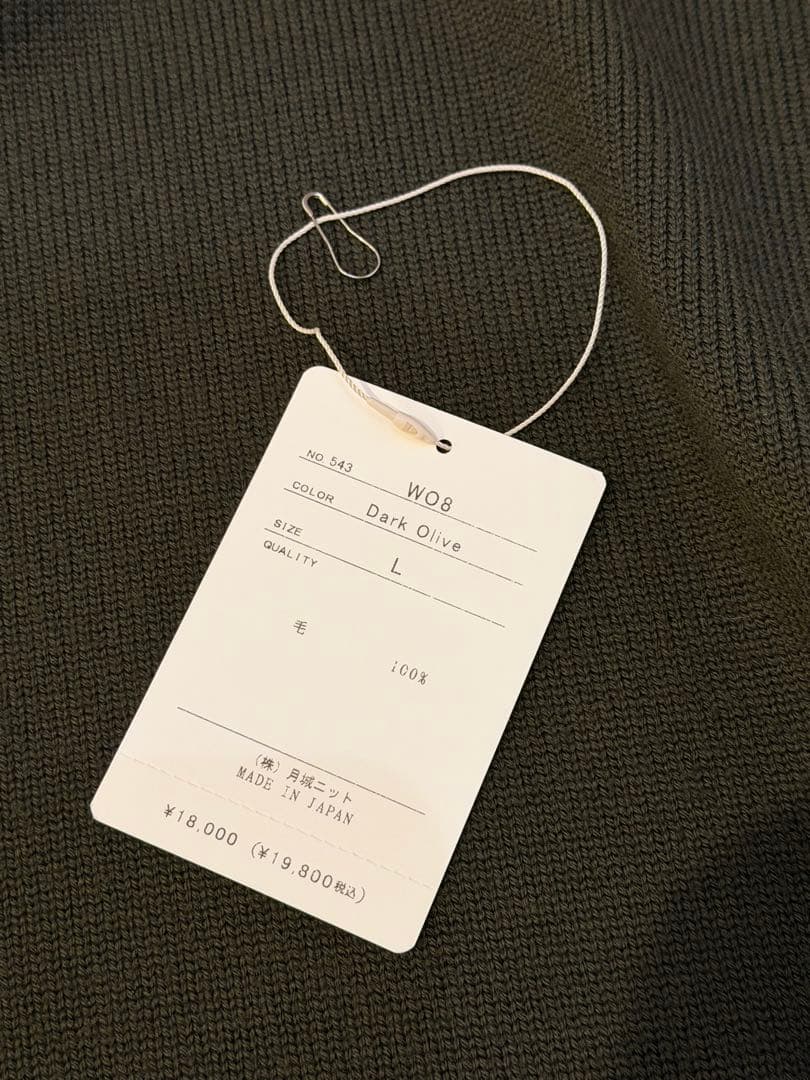 NO. 543 W08
COLOR Dark Olive
SIZE L
QUALITY
毛 100%
(株)月城ニット
MADE IN JAPAN
¥18,000 (¥19,800税込)